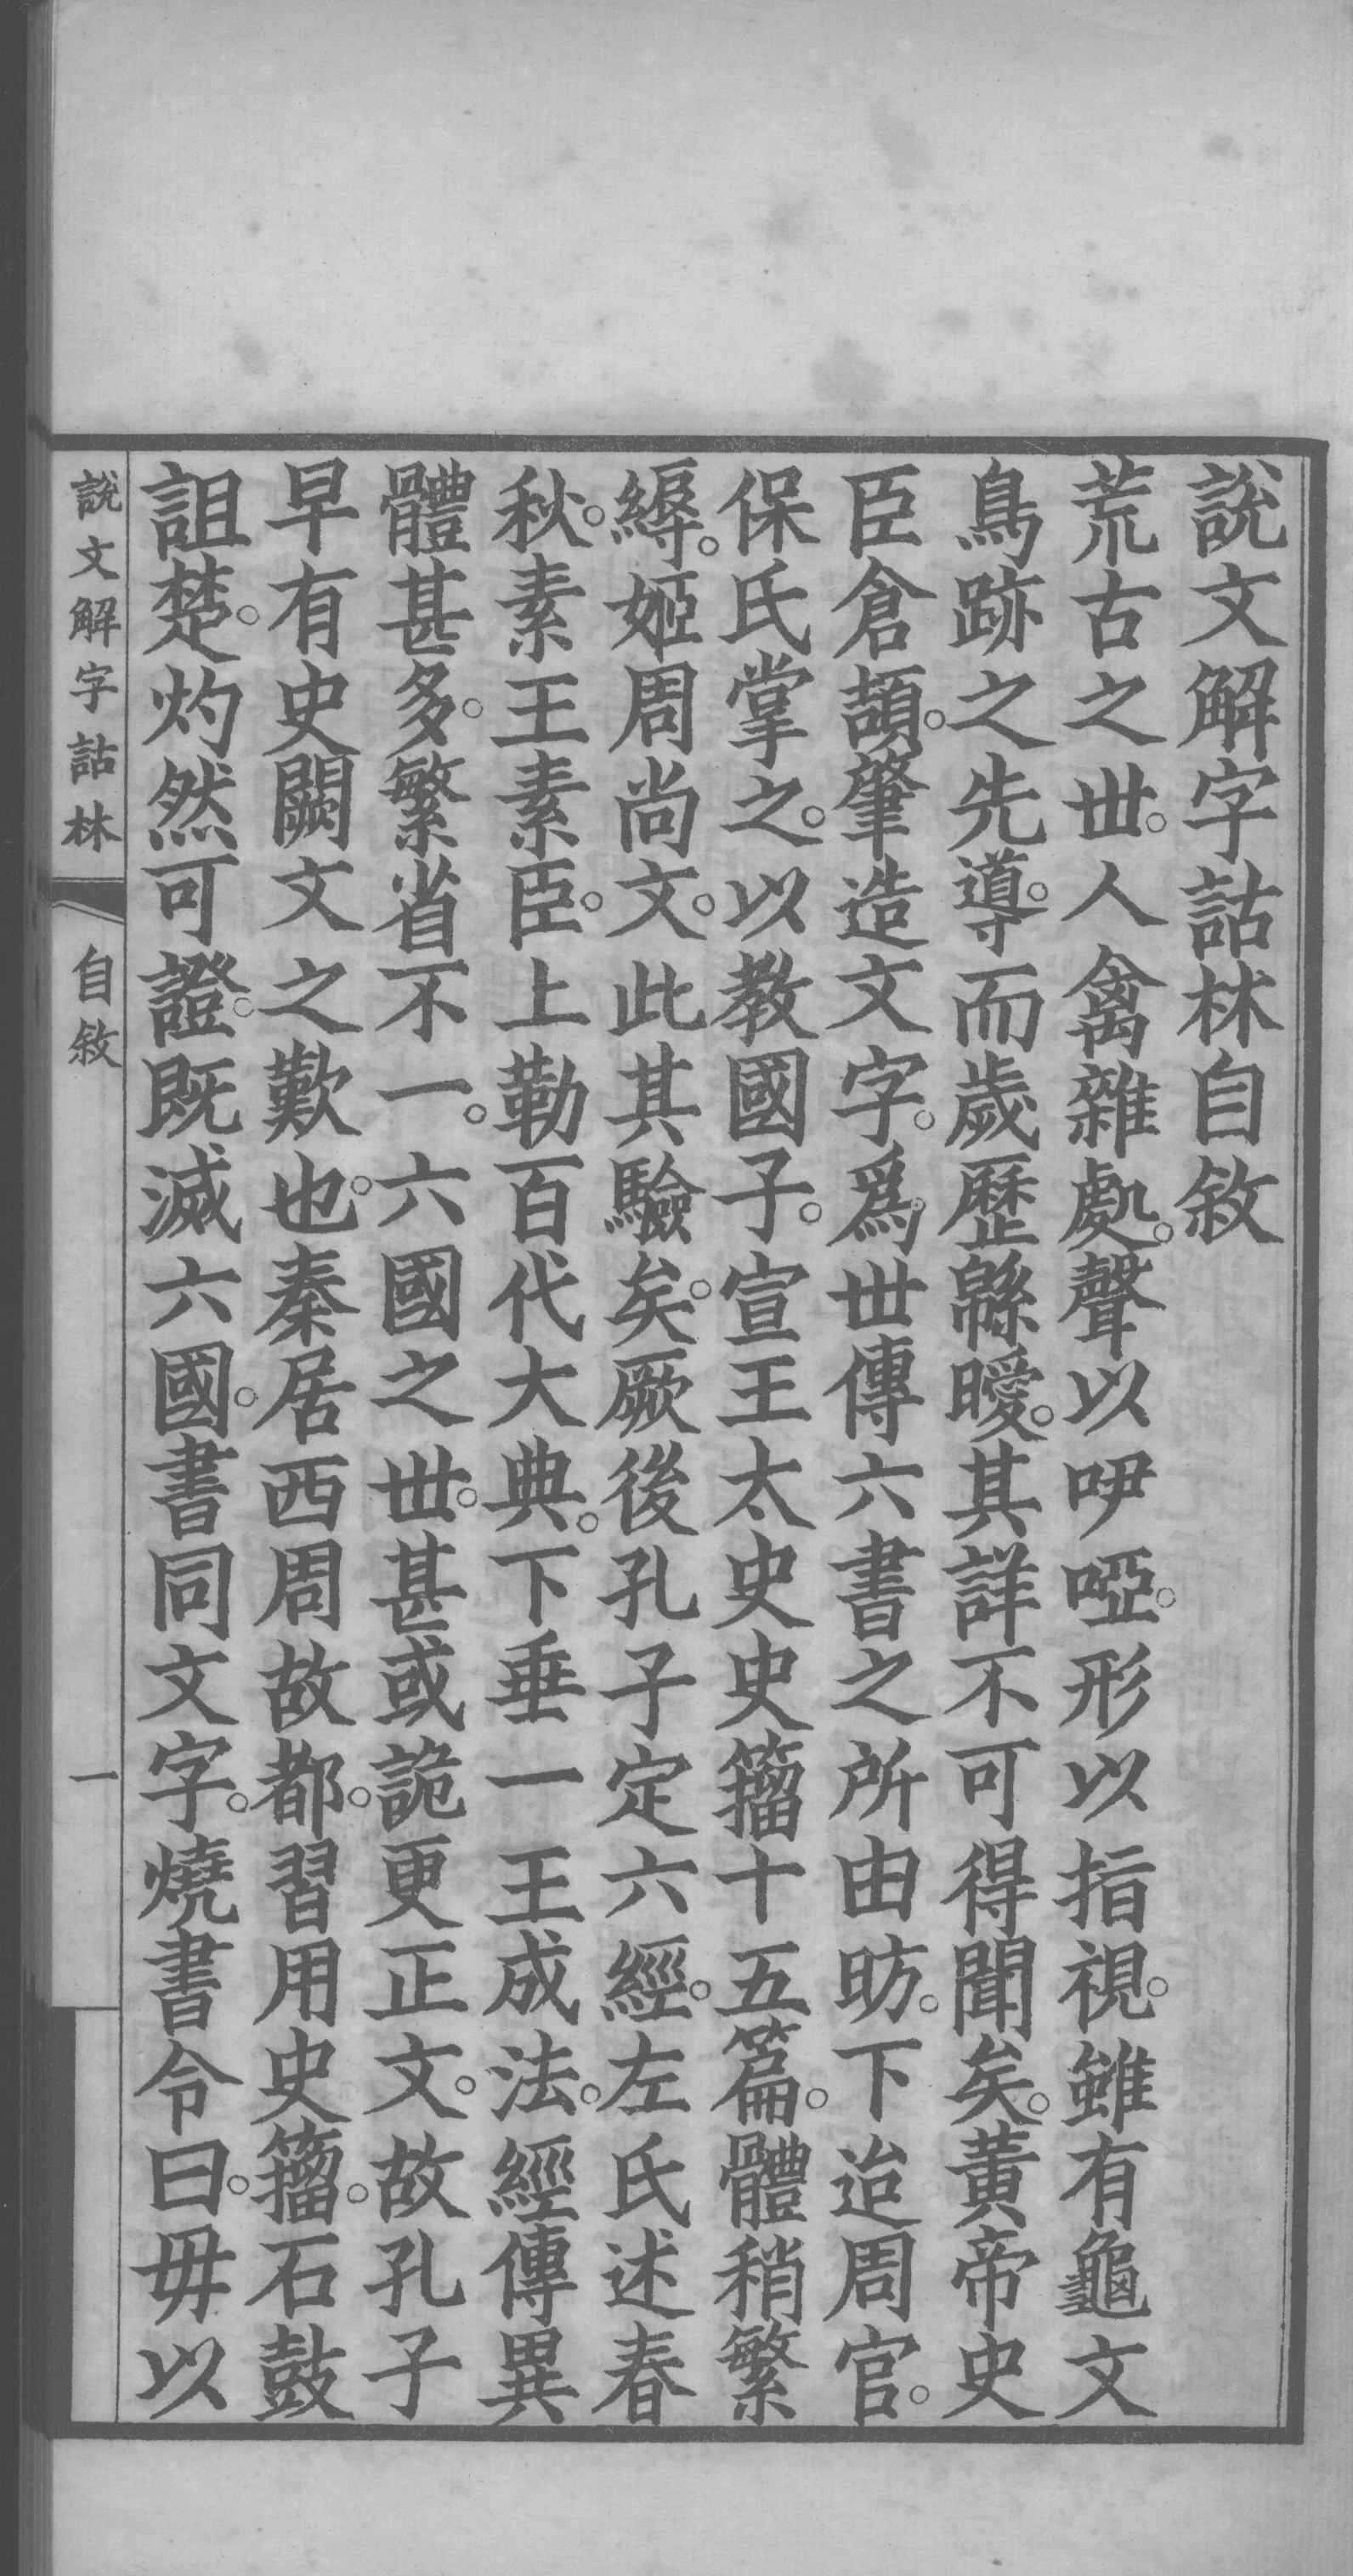 說文解字詁林自敘
荒古之世。人禽雜處。聲以吚啞。形以指視。雖有龜文
鳥跡之先導。而歲歷緜曖。其詳不可得聞矣。黃帝史
臣倉頡。肇造文字。爲世傳六書之所由昉。下迨周官。
保氏掌之。以教國子。宣王太史史籀十五篇。體稍繁
縟。姬周尚文。此其驗矣。厥後孔子定六經。左氏述春
秋。素王素臣。上勒百代大典。下垂一王成法。經傳異
體甚多。繁省不一。六國之世。甚或詭更正文。故孔子
早有史闕文之歎也。秦居西周故都。習用史籀。石鼓
詛楚。灼然可證。既滅六國。書同文字。燒書令曰。毋以
說文解字詁林
自敘
一